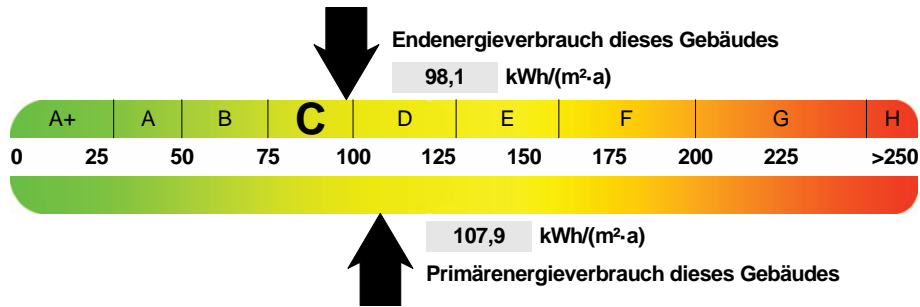 Endenergieverbrauch dieses Gebäudes
98,1 kWh/(m²·a)
A+ A B C D E F G H
0 25 50 75 100 125 150 175 200 225 >250
107,9 kWh/(m²·a)
Primärenergieverbrauch dieses Gebäudes